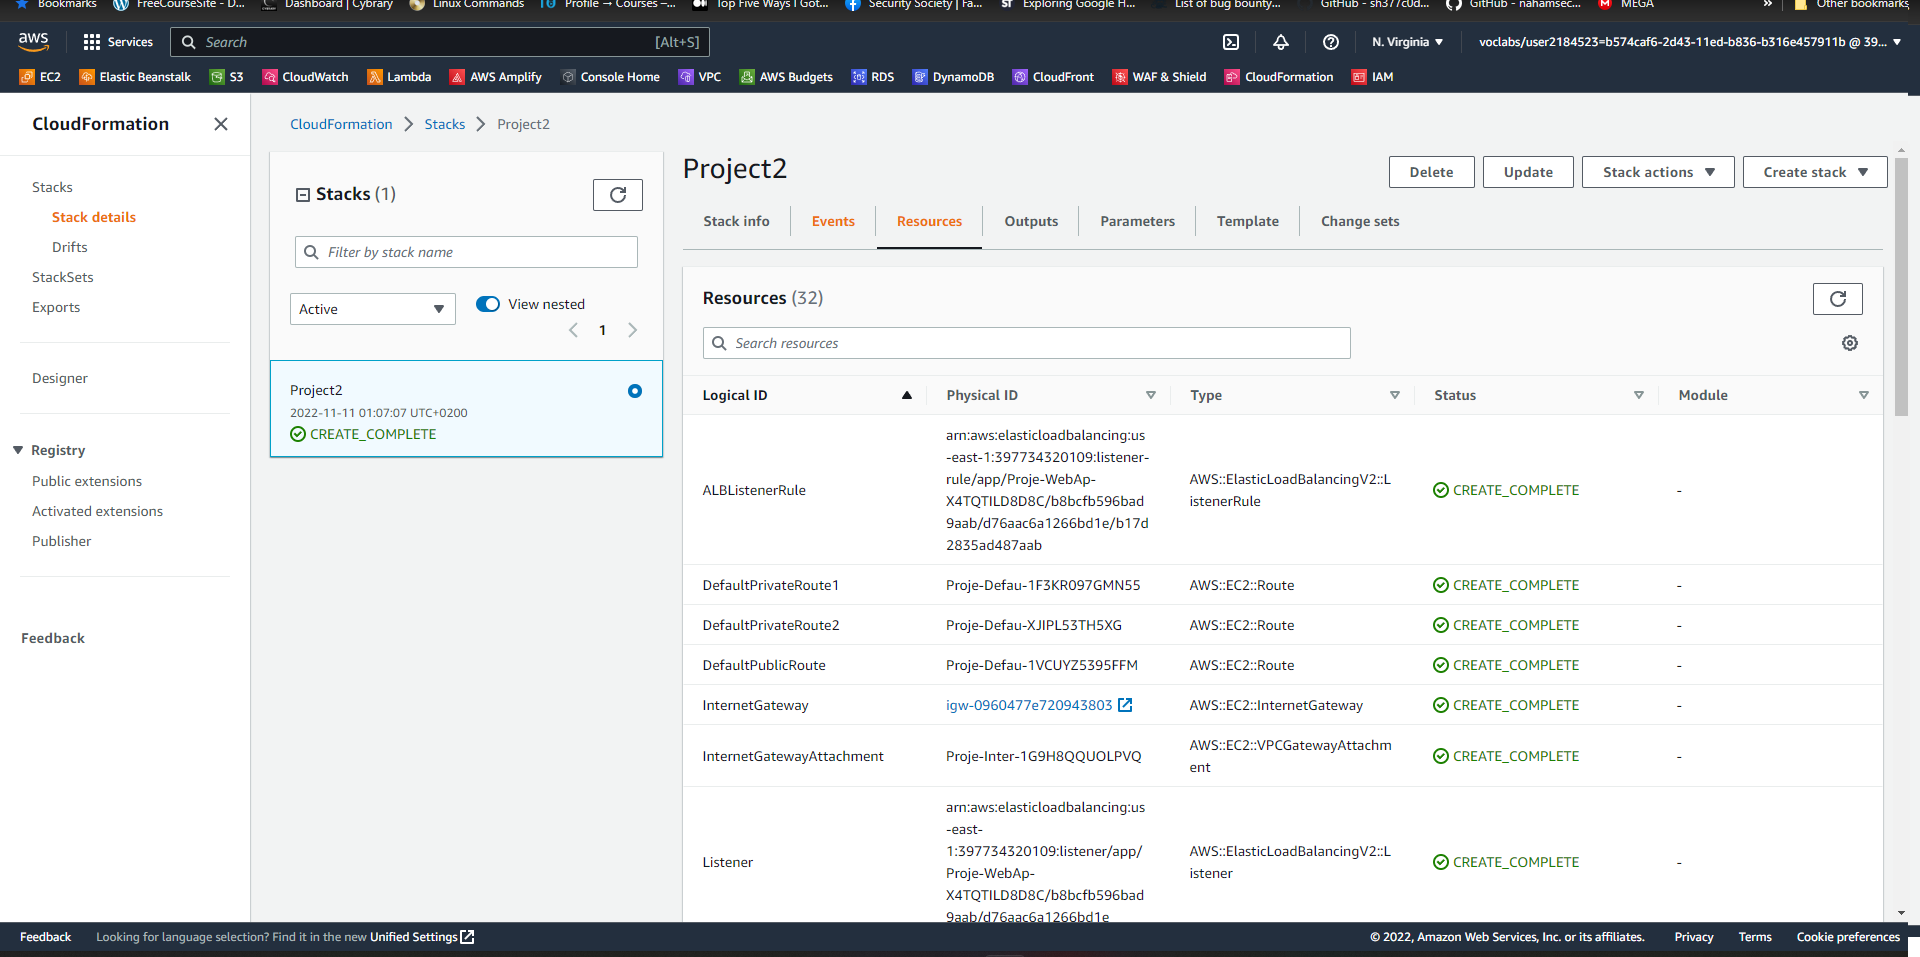 Bookmarks FreeCourseSite - D... Dashboard | Cybrary Linux Commands Profile → Courses –... Top Five Ways I Got... Security Society | Fa... Exploring Google H... List of bug bounty... GitHub - sh377c0d... GitHub - nahamsec... MEGA » Other bookmarks
aws Services Search [Alt+S] N. Virginia voclabs/user2184523=b574caf6-2d43-11ed-b836-b316e457911b @ 39...
EC2 Elastic Beanstalk S3 CloudWatch Lambda AWS Amplify Console Home VPC AWS Budgets RDS DynamoDB CloudFront WAF & Shield CloudFormation IAM
CloudFormation
Stacks
Stack details
Drifts
StackSets
Exports
Designer
Registry
Public extensions
Activated extensions
Publisher
Feedback
CloudFormation Stacks Project2
Stacks (1)
Filter by stack name
Active View nested
1
Project2
2022-11-11 01:07:07 UTC+0200
CREATE_COMPLETE
Project2
Delete Update Stack actions Create stack
Stack info Events Resources Outputs Parameters Template Change sets
Resources (32)
Search resources
Logical ID Physical ID Type Status Module
ALBListenerRule
arn:aws:elasticloadbalancing:us
-east-1:397734320109:listener-
rule/app/Proje-WebAp-
X4TQTILD8D8C/b8bcfb596bad
9aab/d76aac6a1266bd1e/b17d
2835ad487aab
AWS::ElasticLoadBalancingV2::L
istenerRule
CREATE_COMPLETE -
DefaultPrivateRoute1 Proje-Defau-1F3KR097GMN55 AWS::EC2::Route CREATE_COMPLETE -
DefaultPrivateRoute2 Proje-Defau-XJIPL53TH5XG AWS::EC2::Route CREATE_COMPLETE -
DefaultPublicRoute Proje-Defau-1VCUYZ5395FFM AWS::EC2::Route CREATE_COMPLETE -
InternetGateway igw-0960477e720943803 AWS::EC2::InternetGateway CREATE_COMPLETE -
InternetGatewayAttachment Proje-Inter-1G9H8QQUOLPVQ
AWS::EC2::VPCGatewayAttachm
ent
CREATE_COMPLETE -
Listener
arn:aws:elasticloadbalancing:us
-east-
1:397734320109:listener/app/
Proje-WebAp-
X4TQTILD8D8C/b8bcfb596bad
9aab/d76aac6a1266bd1e
AWS::ElasticLoadBalancingV2::L
istener
CREATE_COMPLETE -
Feedback Looking for language selection? Find it in the new Unified Settings © 2022, Amazon Web Services, Inc. or its affiliates. Privacy Terms Cookie preferences